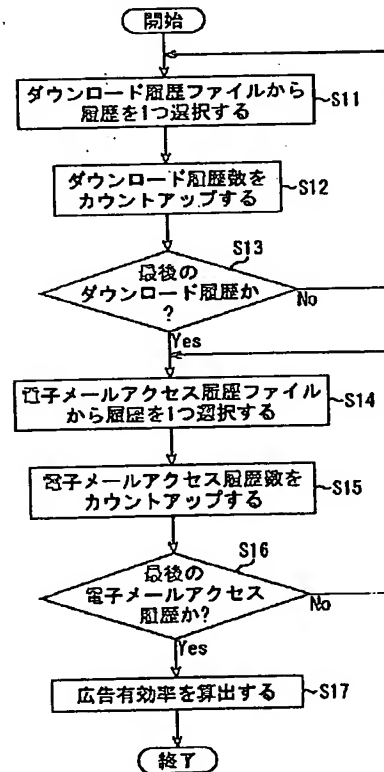 開始
ダウンロード履歴ファイルから
履歴を1つ選択する
S11
ダウンロード履歴数を
カウントアップする
S12
S13
最後の
ダウンロード履歴か
?
No
Yes
電子メールアクセス履歴ファイル
から履歴を1つ選択する
S14
電子メールアクセス履歴数を
カウントアップする
S15
S16
最後の
電子メールアクセス
履歴か?
No
Yes
広告有効率を算出する
S17
終了